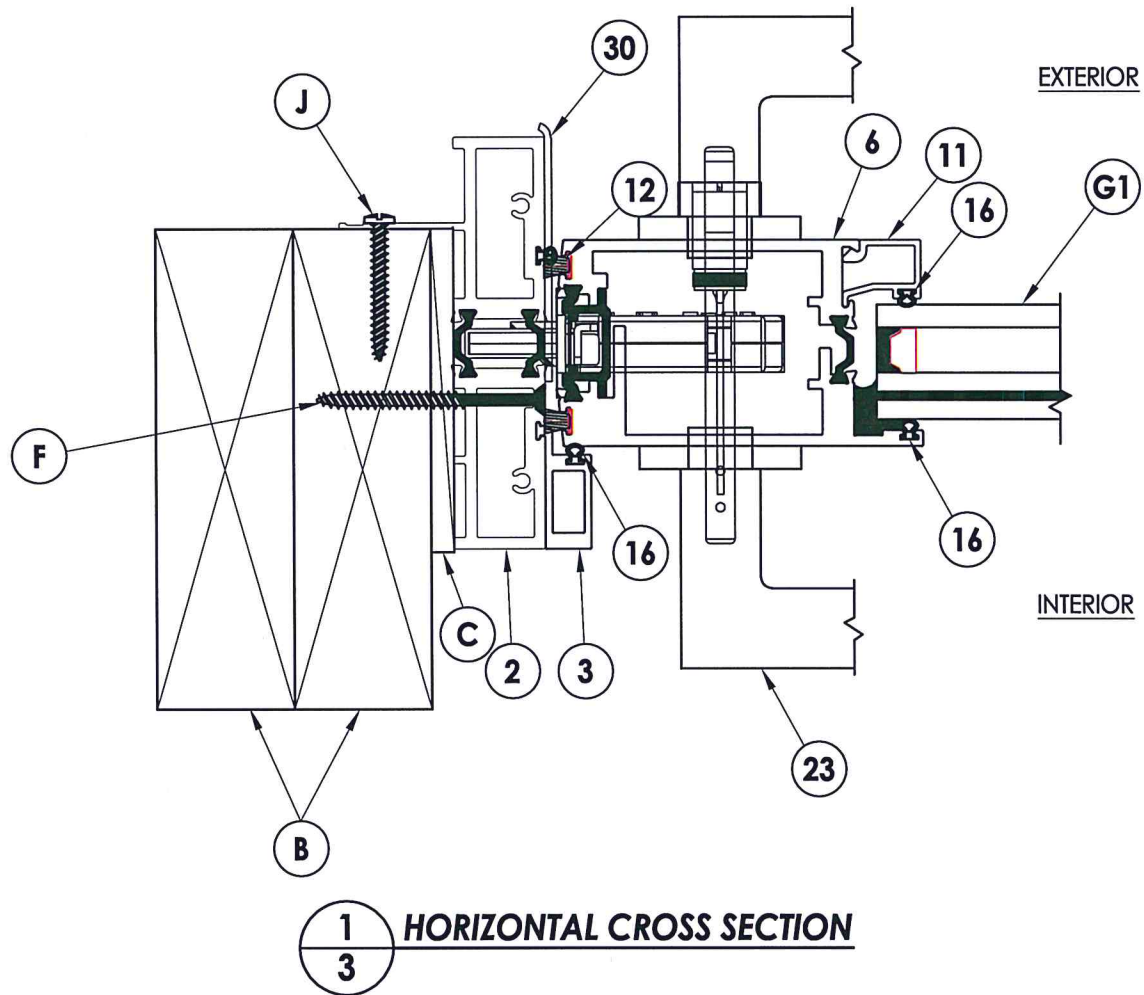 30
EXTERIOR
J
6
11
12
16
G1
F
16
16
C
2
3
INTERIOR
23
B
1
3
HORIZONTAL CROSS SECTION